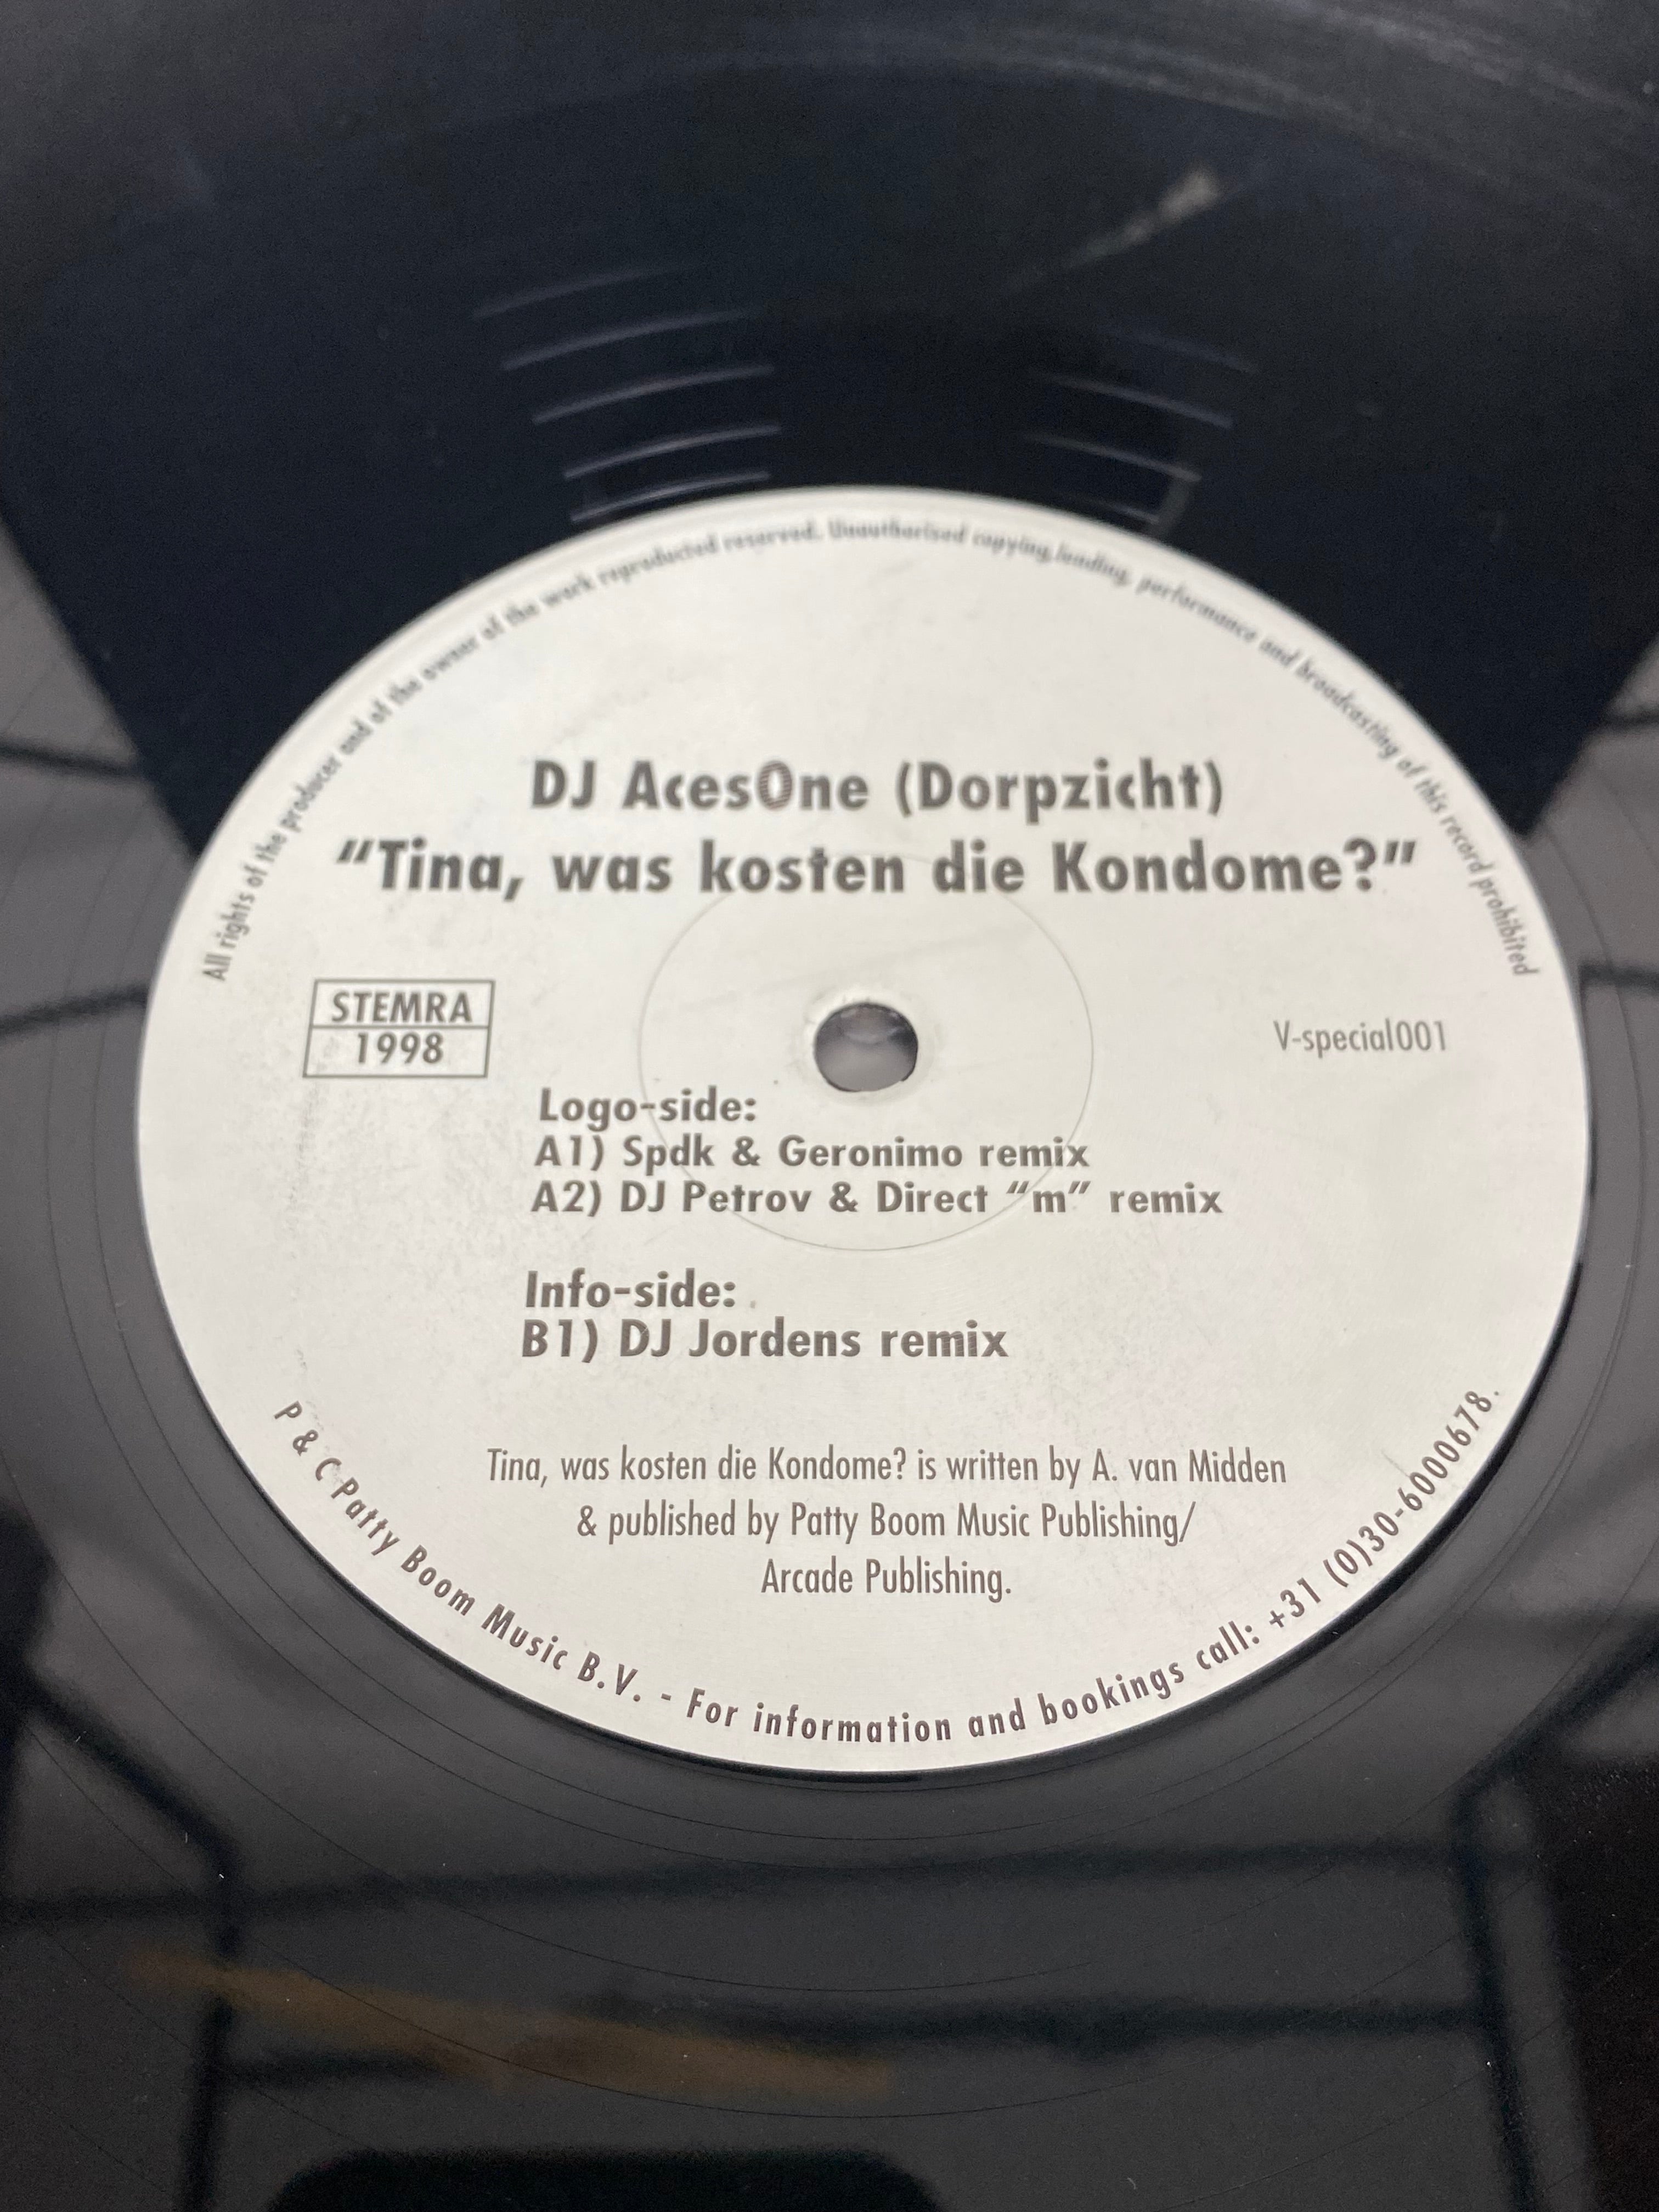 All rights of the producer and of the owner of the work reproduced reserved. Unauthorised copying,lending, performance and broadcasting of this record prohibited
DJ AcesOne (Dorpzicht)
“Tina, was kosten die Kondome?”
STEMRA
1998
V-special001
Logo-side:
A1) Spdk & Geronimo remix
A2) DJ Petrov & Direct “m” remix
Info-side:
B1) DJ Jordens remix
Tina, was kosten die Kondome? is written by A. van Midden
& published by Patty Boom Music Publishing/
Arcade Publishing.
P & C Patty Boom Music B.V. - For information and bookings call: +31 (0)30-6000678.